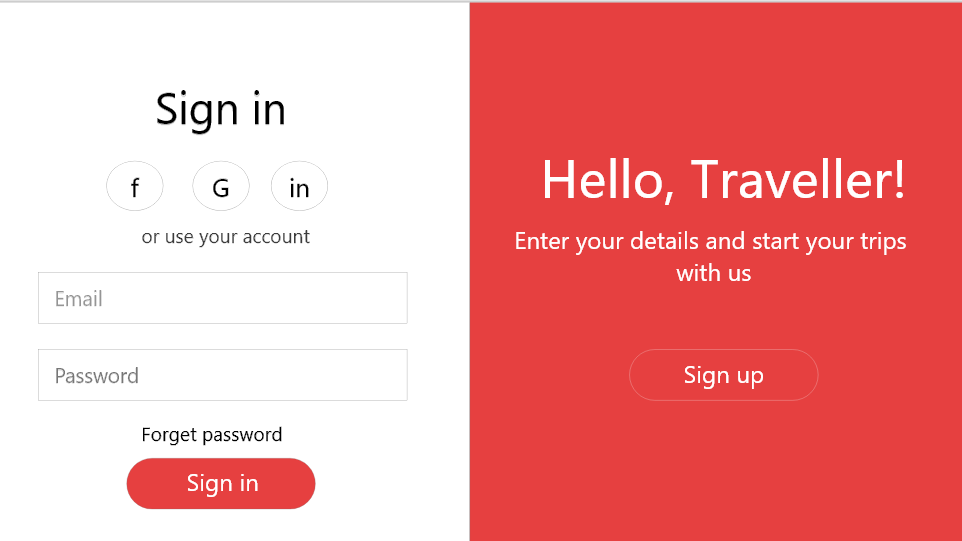 Sign in
f G in
or use your account
Email
Password
Forget password
Sign in
Hello, Traveller!
Enter your details and start your trips
with us
Sign up